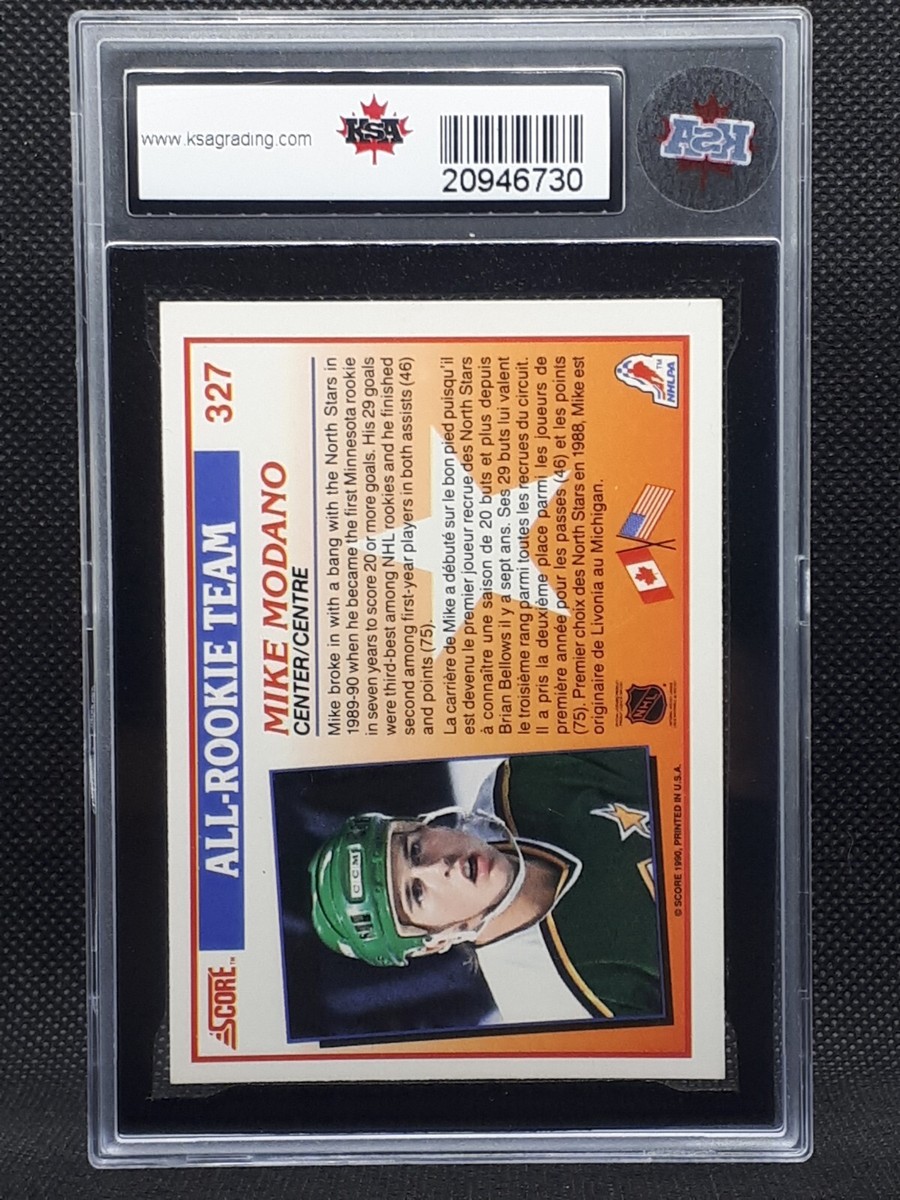 www.ksagrading.com
KSA
20946730
KSA
SCORE™
ALL-ROOKIE TEAM
327
MIKE MODANO
CENTER/CENTRE
Mike broke in with a bang with the North Stars in
1989-90 when he became the first Minnesota rookie
in seven years to score 20 or more goals. His 29 goals
were third-best among NHL rookies and he finished
second among first-year players in both assists (46)
and points (75).
La carrière de Mike a débuté sur le bon pied puisqu'il
est devenu le premier joueur recrue des North Stars
à connaître une saison de 20 buts et plus depuis
Brian Bellows il y a sept ans. Ses 29 buts lui valent
le troisième rang parmi toutes les recrues du circuit.
Il a pris la deuxième place parmi les joueurs de
première année pour les passes (46) et les points
(75). Premier choix des North Stars en 1988, Mike est
originaire de Livonia au Michigan.
CCM
NHL
NHLPA
TM
© SCORE 1990, PRINTED IN U.S.A.